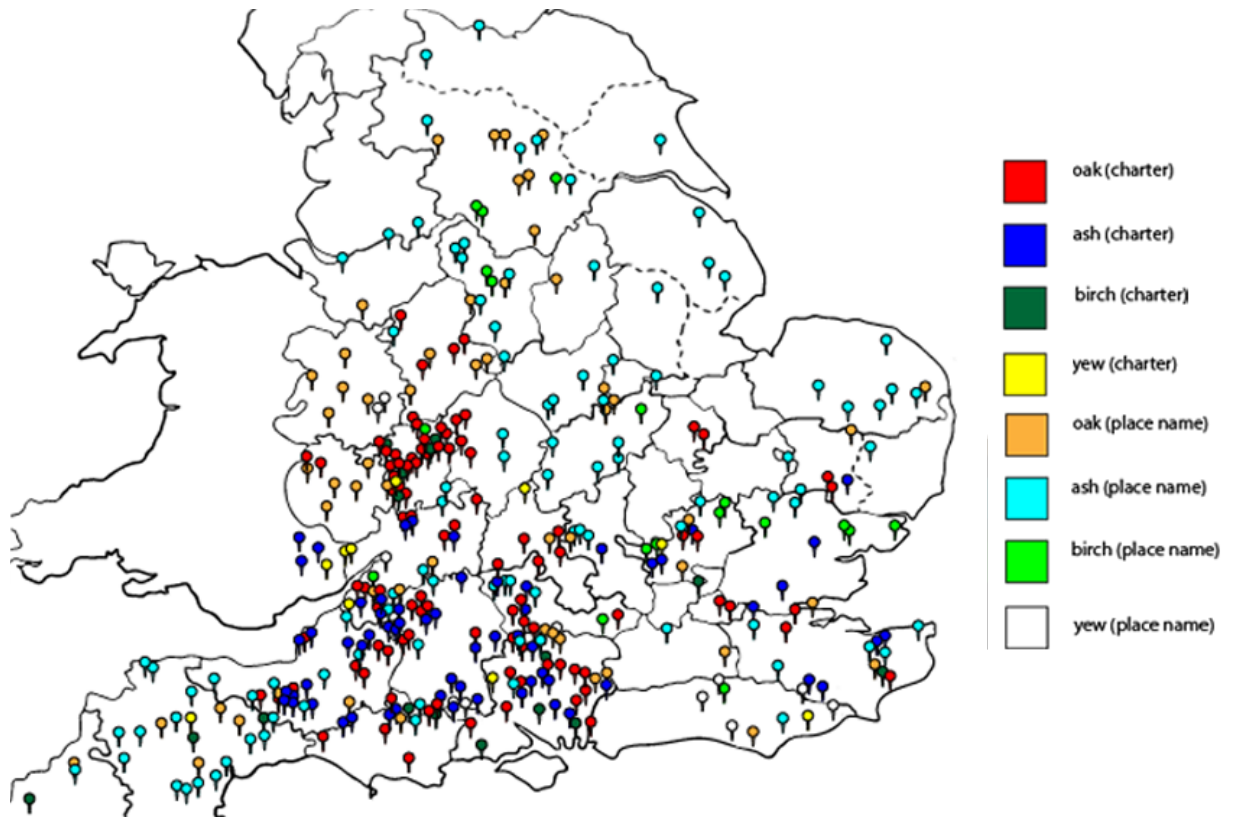 oak (charter)
ash (charter)
birch (charter)
yew (charter)
oak (place name)
ash (place name)
birch (place name)
yew (place name)